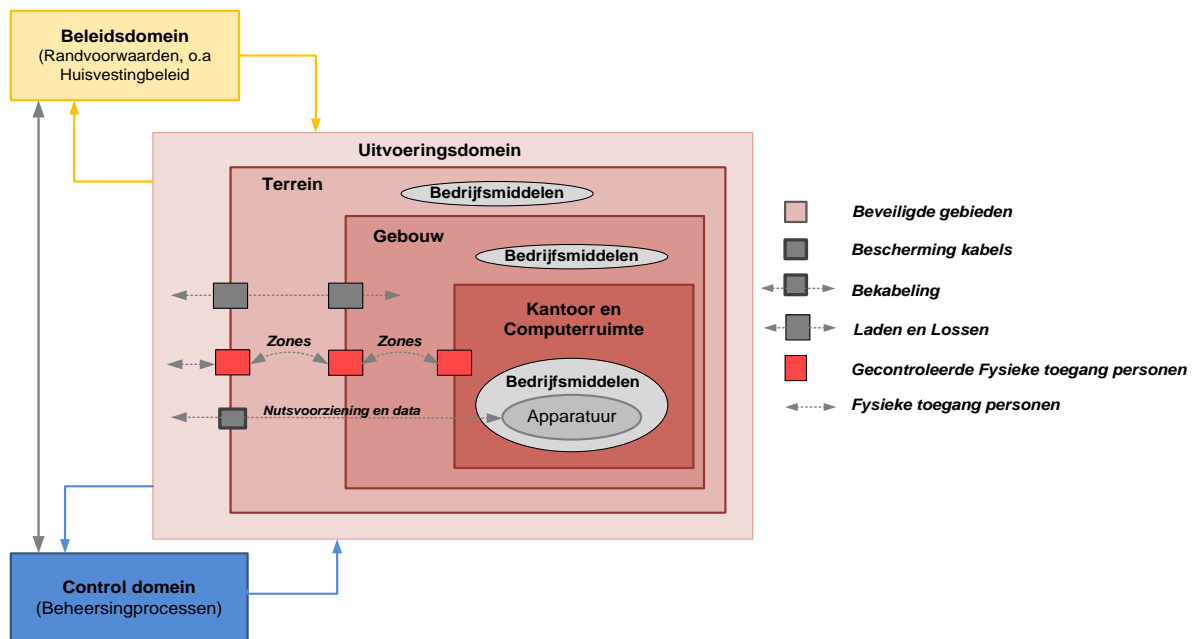 Beleidsdomein
(Randvoorwaarden, o.a
Huisvestingbeleid
Uitvoeringsdomein
Terrein
Bedrijfsmiddelen
Gebouw
Bedrijfsmiddelen
Kantoor en
Computerruimte
Zones
Zones
Bedrijfsmiddelen
Nutsvoorziening en data
Apparatuur
Control domein
(Beheersingprocessen)
Beveiligde gebieden
Bescherming kabels
Bekabeling
Laden en Lossen
Gecontroleerde Fysieke toegang personen
Fysieke toegang personen